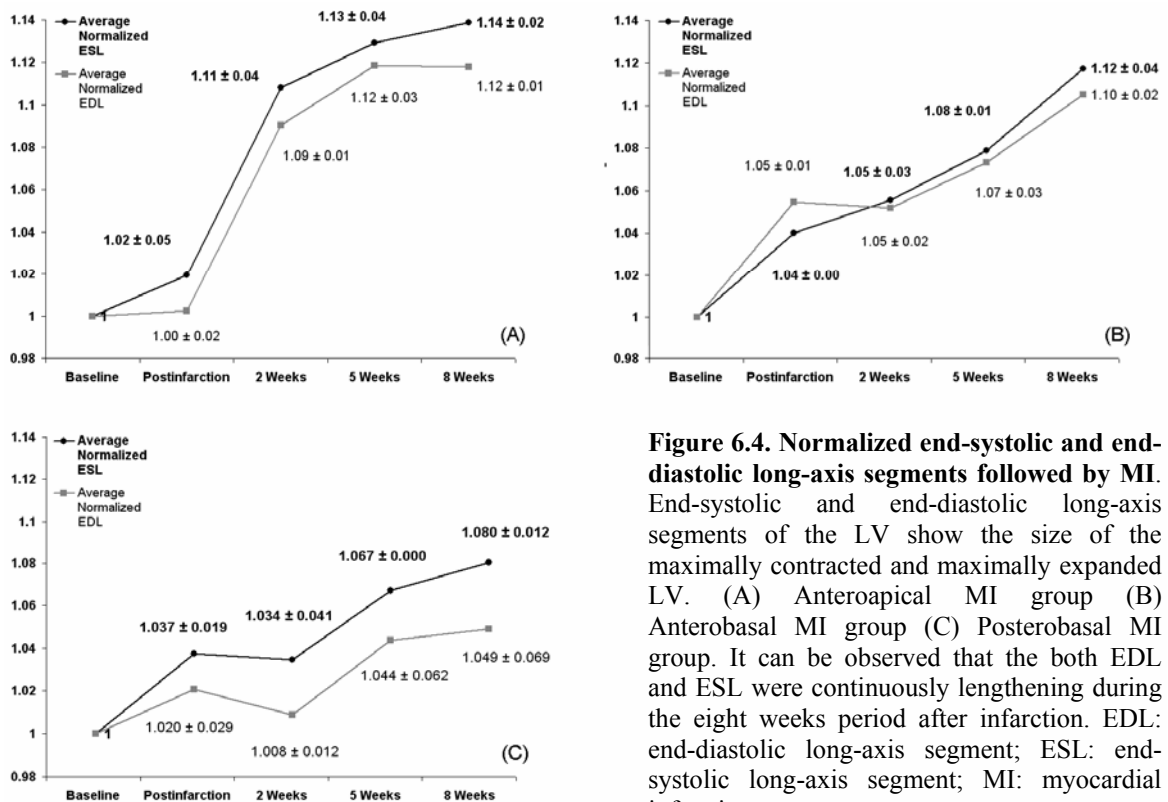 1.14
1.12
1.1
1.08
1.06
1.04
1.02
1
0.98
Average
Normalized
ESL
Average
Normalized
EDL
1.11 ± 0.04
1.13 ± 0.04
1.14 ± 0.02
1.12 ± 0.03
1.12 ± 0.01
1.09 ± 0.01
1.02 ± 0.05
1
1.00 ± 0.02
(A)
Baseline Postinfarction 2 Weeks 5 Weeks 8 Weeks
1.14
1.12
1.1
1.08
1.06
1.04
1.02
1
0.98
Average
Normalized
ESL
Average
Normalized
EDL
1.12 ± 0.04
1.10 ± 0.02
1.08 ± 0.01
1.05 ± 0.01
1.05 ± 0.03
1.07 ± 0.03
1.05 ± 0.02
1.04 ± 0.00
1
(B)
Baseline Postinfarction 2 Weeks 5 Weeks 8 Weeks
1.14
1.12
1.1
1.08
1.06
1.04
1.02
1
0.98
Average
Normalized
ESL
Average
Normalized
EDL
1.080 ± 0.012
1.067 ± 0.000
1.034 ± 0.041
1.037 ± 0.019
1.049 ± 0.069
1.044 ± 0.062
1.020 ± 0.029
1.008 ± 0.012
1
(C)
Baseline Postinfarction 2 Weeks 5 Weeks 8 Weeks
Figure 6.4. Normalized end-systolic and end-
diastolic long-axis segments followed by MI.
End-systolic and end-diastolic long-axis
segments of the LV show the size of the
maximally contracted and maximally expanded
LV. (A) Anteroapical MI group (B)
Anterobasal MI group (C) Posterobasal MI
group. It can be observed that the both EDL
and ESL were continuously lengthening during
the eight weeks period after infarction. EDL:
end-diastolic long-axis segment; ESL: end-
systolic long-axis segment; MI: myocardial